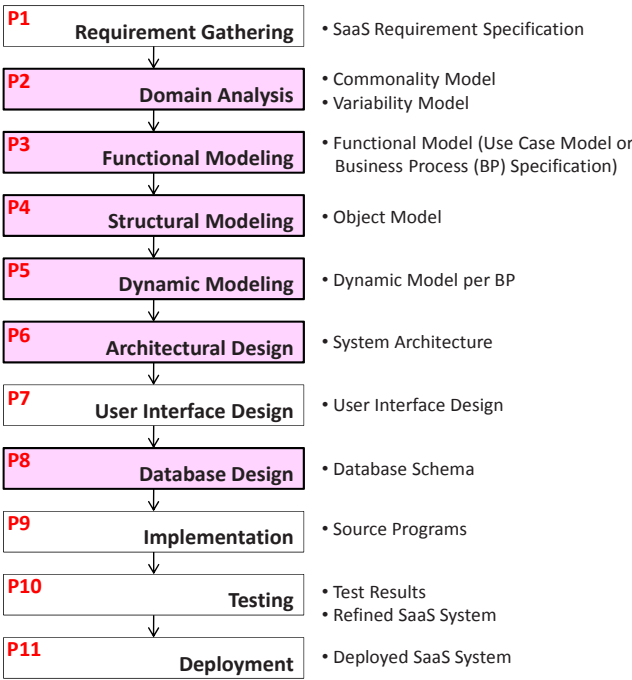 P1
Requirement Gathering
• SaaS Requirement Specification
P2
Domain Analysis
• Commonality Model
• Variability Model
P3
Functional Modeling
• Functional Model (Use Case Model or
Business Process (BP) Specification)
P4
Structural Modeling
• Object Model
P5
Dynamic Modeling
• Dynamic Model per BP
P6
Architectural Design
• System Architecture
P7
User Interface Design
• User Interface Design
P8
Database Design
• Database Schema
P9
Implementation
• Source Programs
P10
Testing
• Test Results
• Refined SaaS System
P11
Deployment
• Deployed SaaS System